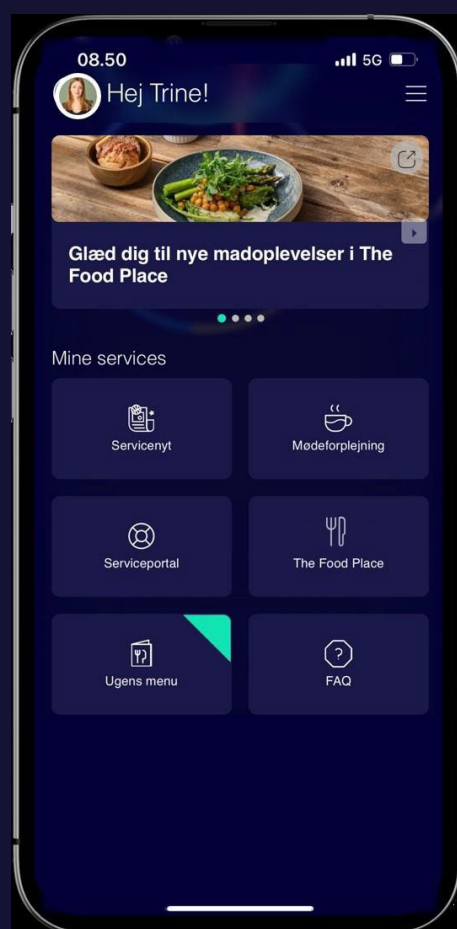 08.50
5G
Hej Trine!
Glæd dig til nye madoplevelser i The
Food Place
Mine services
Servicenyt
Mødeforplejning
Serviceportal
The Food Place
Ugens menu
FAQ